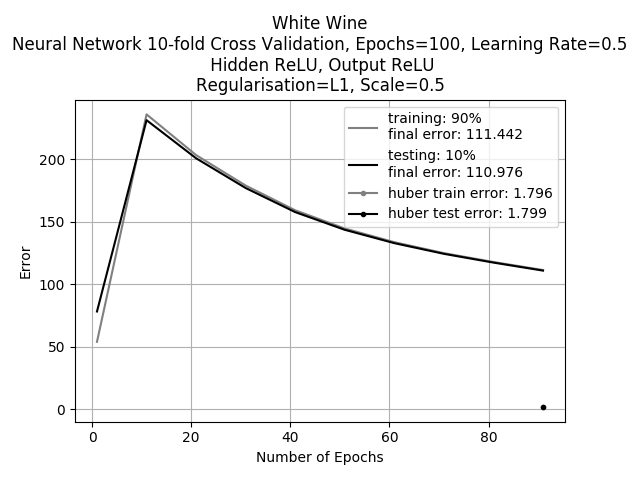 White Wine
Neural Network 10-fold Cross Validation, Epochs=100, Learning Rate=0.5
Hidden ReLU, Output ReLU
Regularisation=L1, Scale=0.5
training: 90%
final error: 111.442
testing: 10%
final error: 110.976
huber train error: 1.796
huber test error: 1.799
Error
200
150
100
50
0
0 20 40 60 80
Number of Epochs